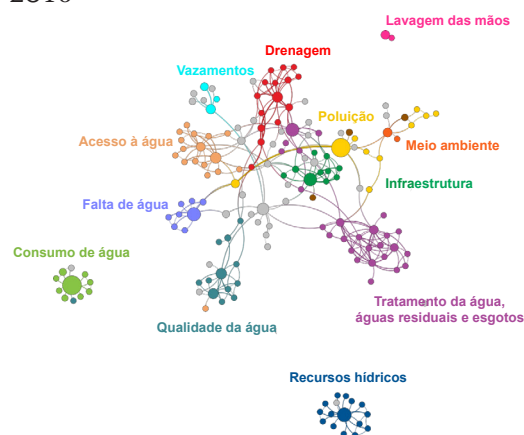 Lavagem das mãos
Drenagem
Vazamentos
Poluição
Acesso à água
Meio ambiente
Infraestrutura
Falta de água
Consumo de água
Tratamento da água,
águas residuais e esgotos
Qualidade da água
Recursos hídricos